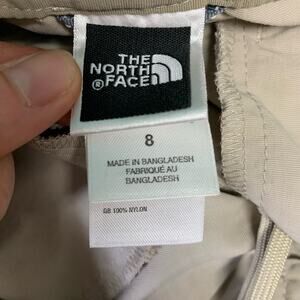 THE
NORTH
® FACE
8
MADE IN BANGLADESH
FABRIQUÉ AU
BANGLADESH
GB 100% NYLON